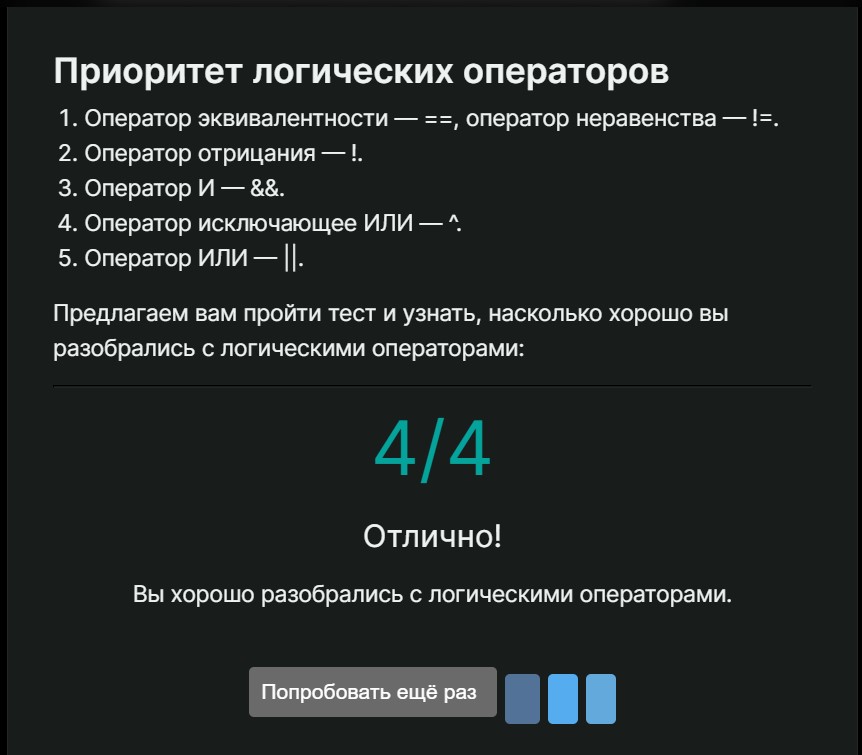 Приоритет логических операторов
1. Оператор эквивалентности — ==, оператор неравенства — !=.
2. Оператор отрицания — !.
3. Оператор И — &&.
4. Оператор исключающее ИЛИ — ^.
5. Оператор ИЛИ — ||.
Предлагаем вам пройти тест и узнать, насколько хорошо вы
разобрались с логическими операторами:
4/4
Отлично!
Вы хорошо разобрались с логическими операторами.
Попробовать ещё раз